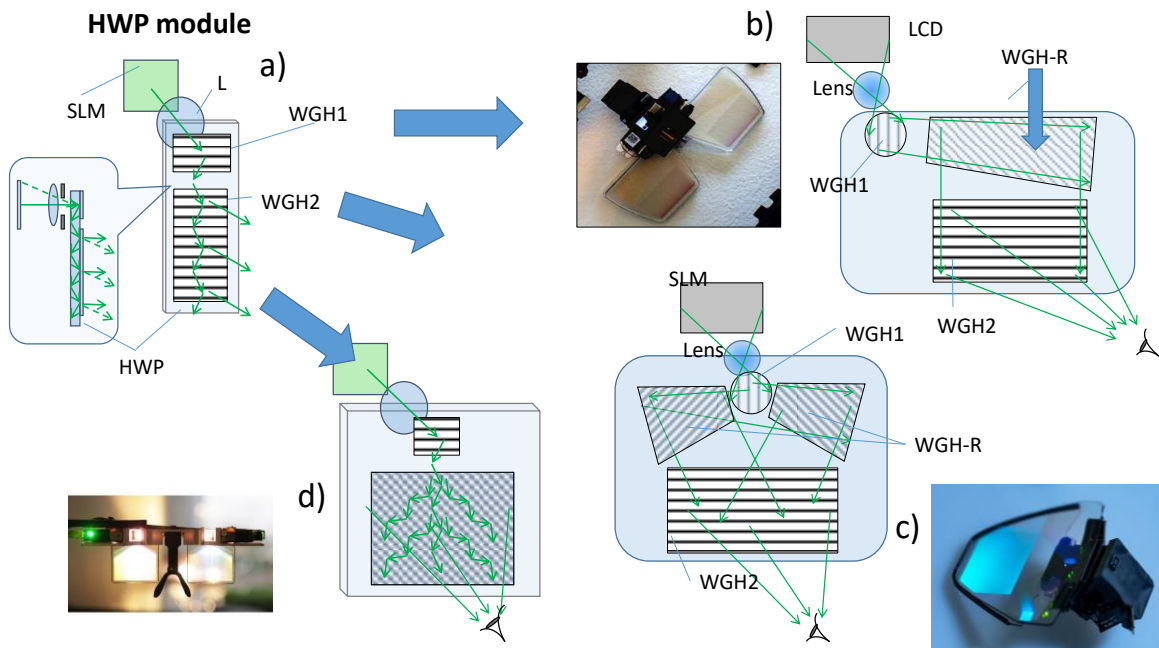 HWP module
a)
SLM
L
WGH1
WGH2
HWP
b)
LCD
WGH-R
Lens
WGH1
WGH2
SLM
WGH1
Lens
WGH-R
c)
WGH2
d)